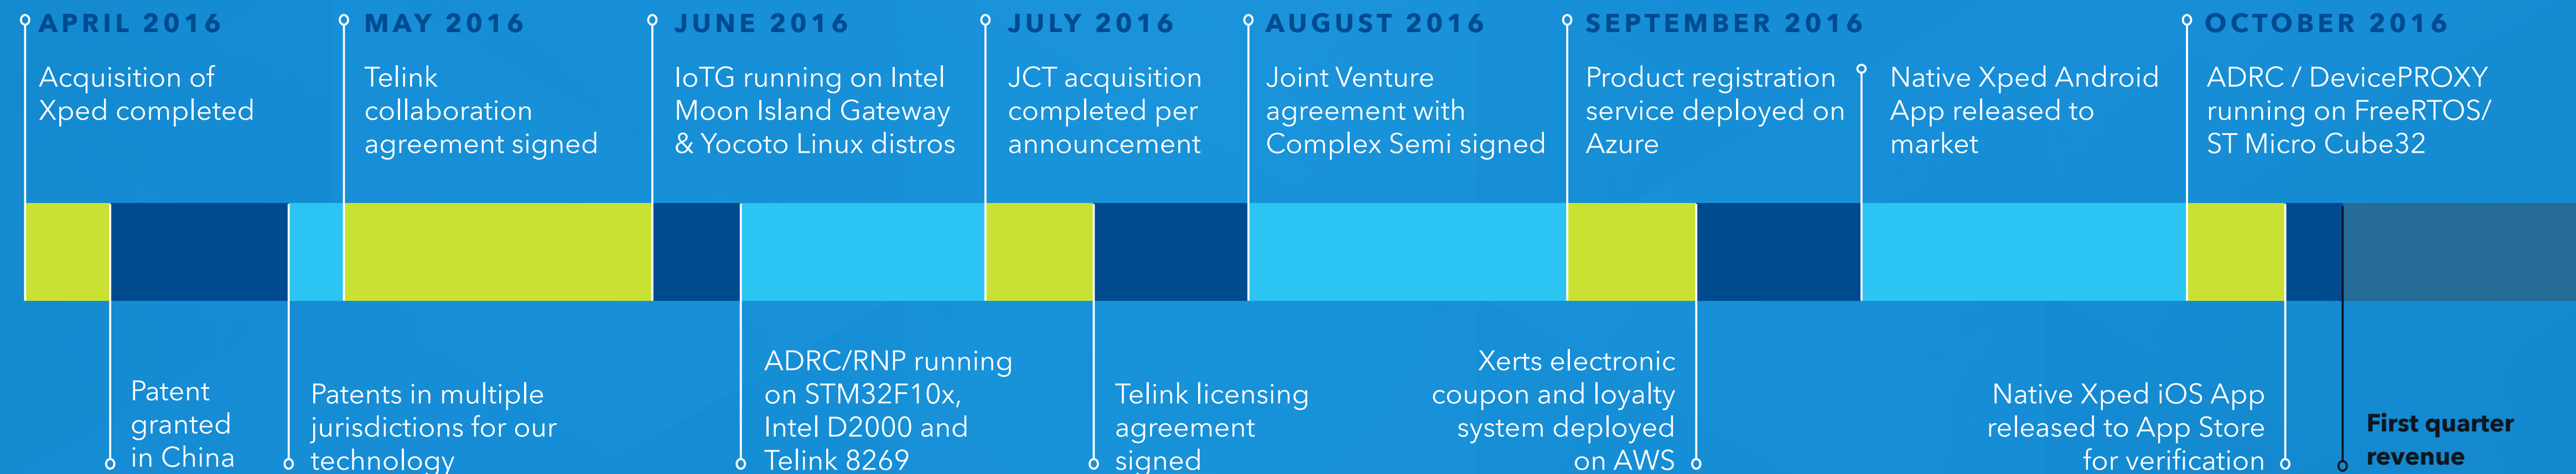 APRIL 2016
Acquisition of
Xped completed
MAY 2016
Telink
collaboration
agreement signed
JUNE 2016
IoTG running on Intel
Moon Island Gateway
& Yocoto Linux distros
JULY 2016
JCT acquisition
completed per
announcement
AUGUST 2016
Joint Venture
agreement with
Complex Semi signed
SEPTEMBER 2016
Product registration
service deployed on
Azure
Native Xped Android
App released to
market
OCTOBER 2016
ADRC / DevicePROXY
running on FreeRTOS/
ST Micro Cube32
Patent
granted
in China
Patents in multiple
jurisdictions for our
technology
ADRC/RNP running
on STM32F10x,
Intel D2000 and
Telink 8269
Telink licensing
agreement
signed
Xerts electronic
coupon and loyalty
system deployed
on AWS
Native Xped iOS App
released to App Store
for verification
First quarter
revenue